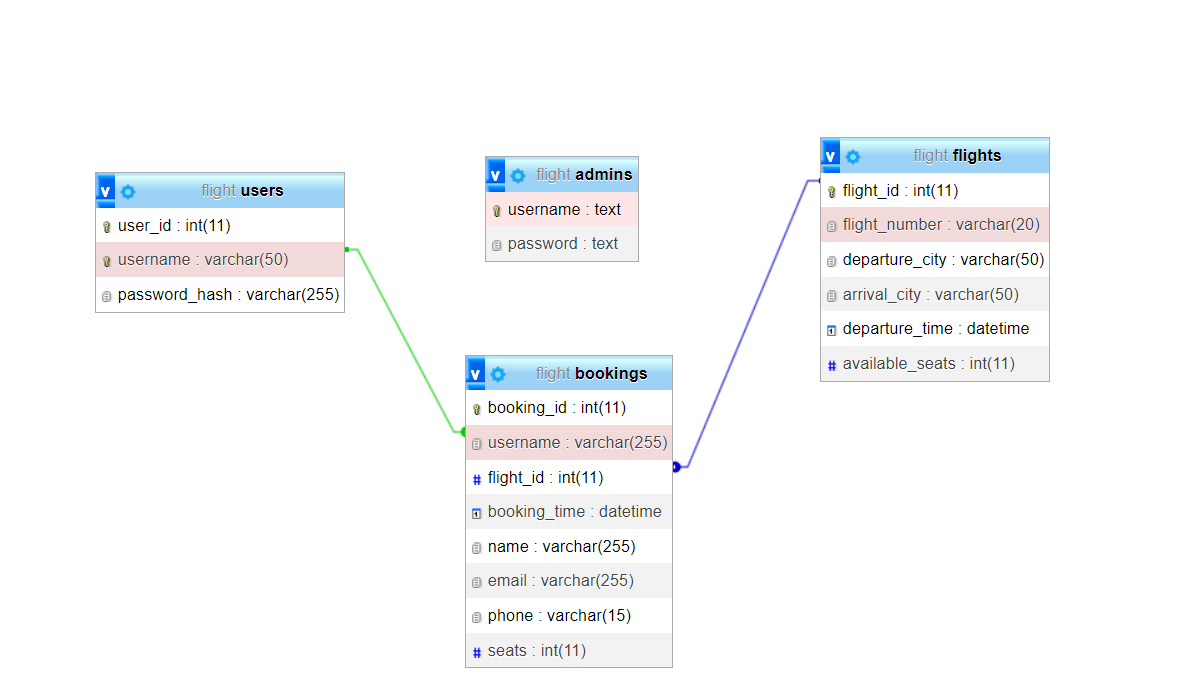 v flight users
user_id : int(11)
username : varchar(50)
password_hash : varchar(255)
v flight admins
username : text
password : text
v flight flights
flight_id : int(11)
flight_number : varchar(20)
departure_city : varchar(50)
arrival_city : varchar(50)
departure_time : datetime
# available_seats : int(11)
v flight bookings
booking_id : int(11)
username : varchar(255)
# flight_id : int(11)
booking_time : datetime
name : varchar(255)
email : varchar(255)
phone : varchar(15)
# seats : int(11)